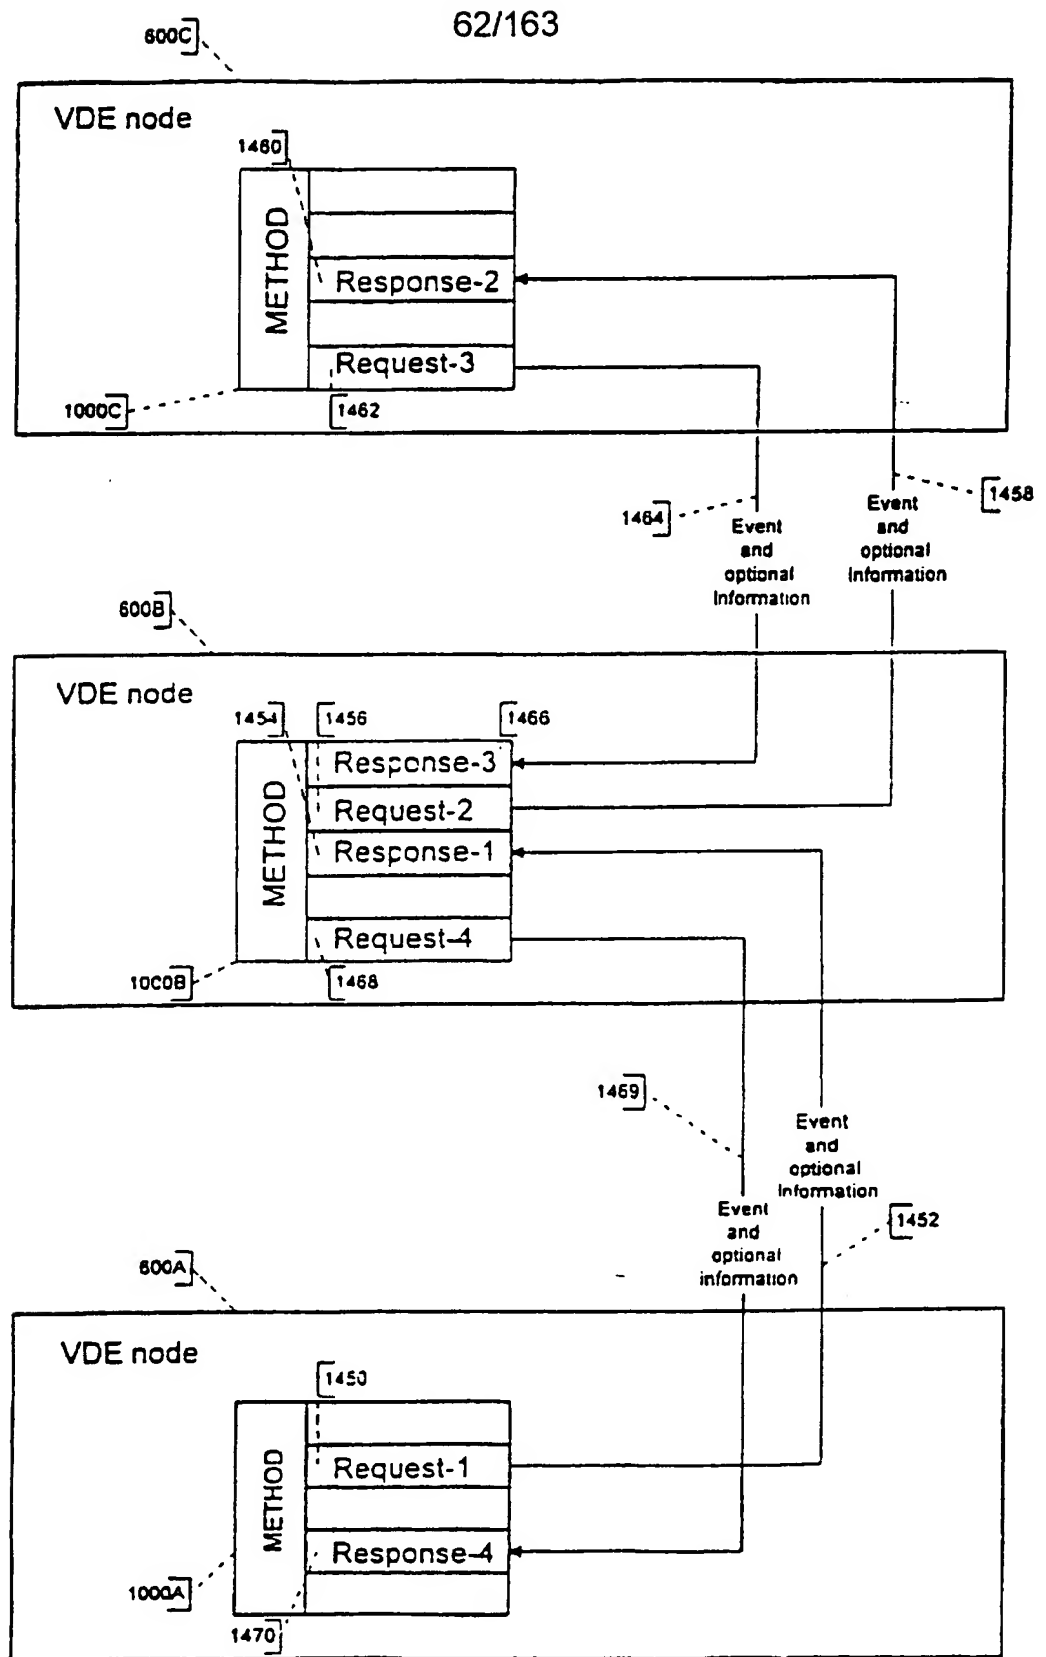 62/163
600C
VDE node
1460
METHOD
Response-2
Request-3
1000C
1462
1464
1458
Event
and
optional
Information
Event
and
optional
Information
600B
VDE node
1454
1456
1466
METHOD
Response-3
Request-2
Response-1
Request-4
1000B
1468
1469
Event
and
optional
Information
1452
Event
and
optional
information
600A
VDE node
1450
METHOD
Request-1
Response-4
1000A
1470